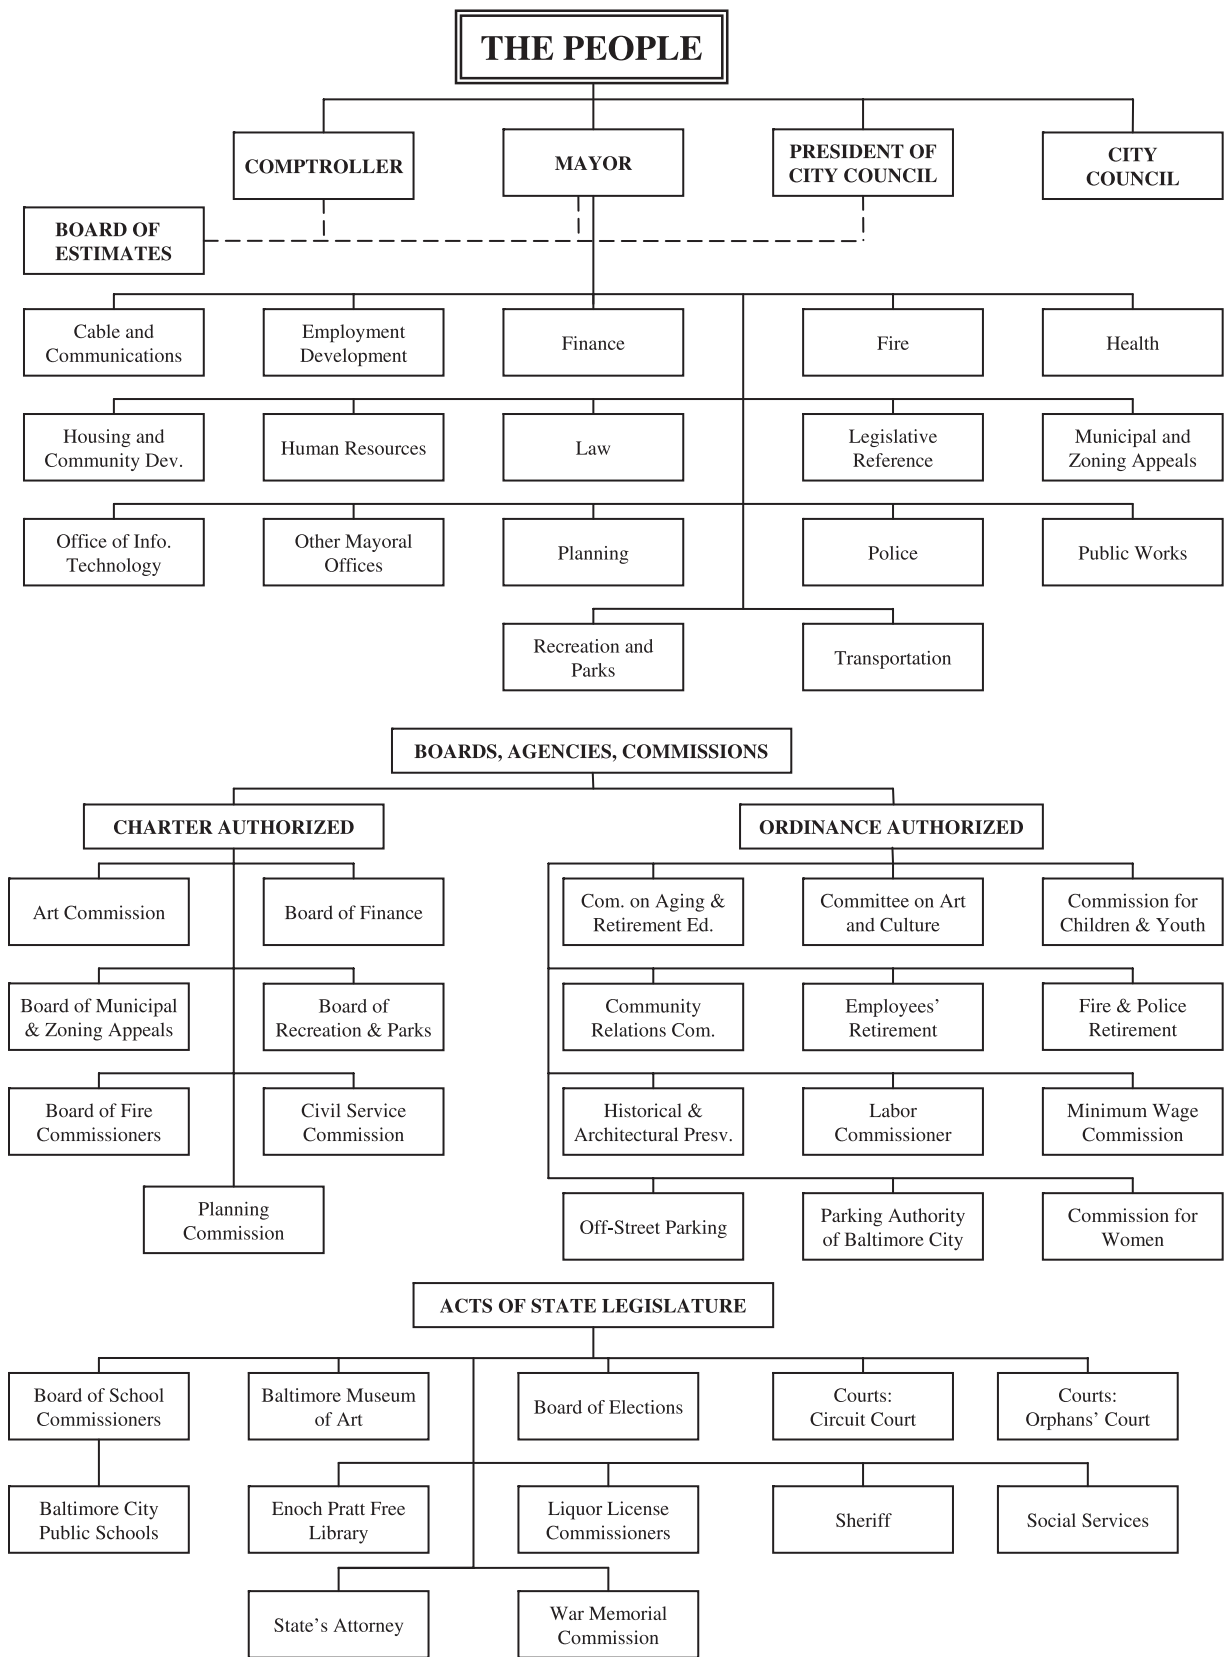 THE PEOPLE
COMPTROLLER
MAYOR
PRESIDENT OF
CITY COUNCIL
CITY
COUNCIL
BOARD OF
ESTIMATES
Cable and
Communications
Employment
Development
Finance
Fire
Health
Housing and
Community Dev.
Human Resources
Law
Legislative
Reference
Municipal and
Zoning Appeals
Office of Info.
Technology
Other Mayoral
Offices
Planning
Police
Public Works
Recreation and
Parks
Transportation
BOARDS, AGENCIES, COMMISSIONS
CHARTER AUTHORIZED
Art Commission
Board of Finance
Board of Municipal
& Zoning Appeals
Board of
Recreation & Parks
Board of Fire
Commissioners
Civil Service
Commission
Planning
Commission
ORDINANCE AUTHORIZED
Com. on Aging &
Retirement Ed.
Committee on Art
and Culture
Commission for
Children & Youth
Community
Relations Com.
Employees’
Retirement
Fire & Police
Retirement
Historical &
Architectural Presv.
Labor
Commissioner
Minimum Wage
Commission
Off-Street Parking
Parking Authority
of Baltimore City
Commission for
Women
ACTS OF STATE LEGISLATURE
Board of School
Commissioners
Baltimore Museum
of Art
Board of Elections
Courts:
Circuit Court
Courts:
Orphans’ Court
Baltimore City
Public Schools
Enoch Pratt Free
Library
Liquor License
Commissioners
Sheriff
Social Services
State’s Attorney
War Memorial
Commission